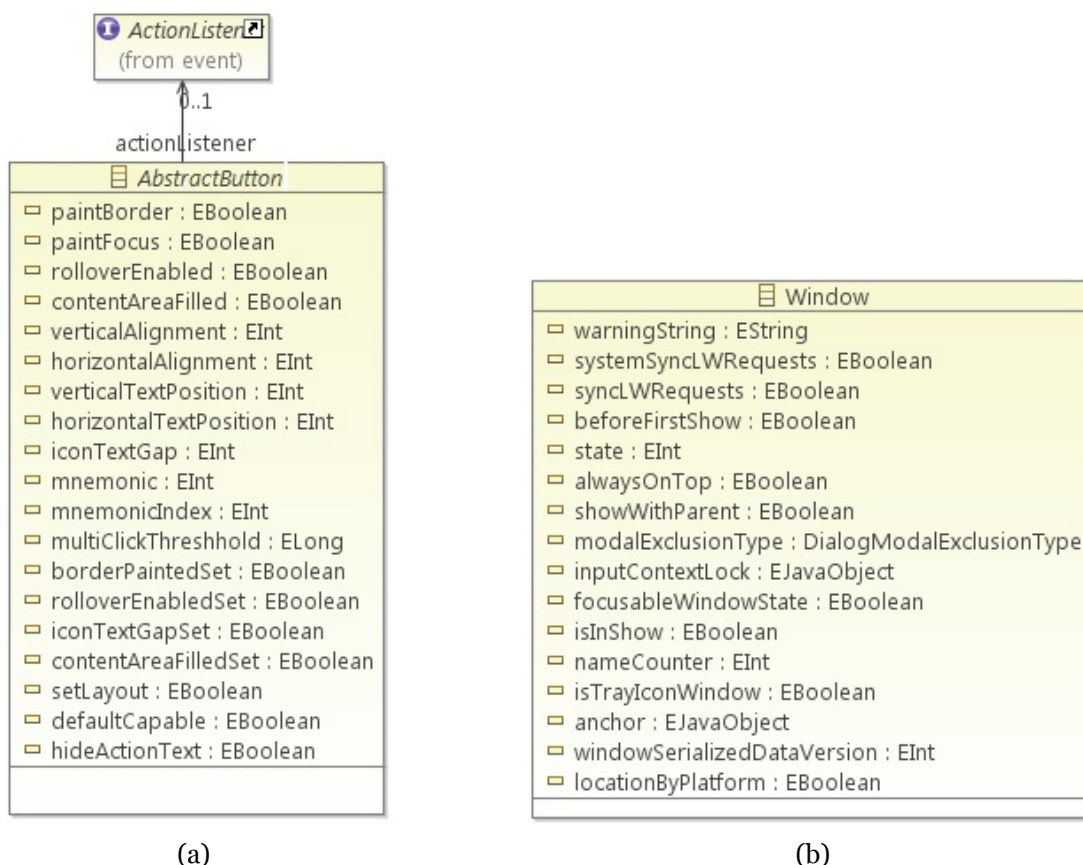 ActionListener
(from event)
0..1
actionListener
AbstractButton
paintBorder : EBoolean
paintFocus : EBoolean
rolloverEnabled : EBoolean
contentAreaFilled : EBoolean
verticalAlignment : EInt
horizontalAlignment : EInt
verticalTextPosition : EInt
horizontalTextPosition : EInt
iconTextGap : EInt
mnemonic : EInt
mnemonicIndex : EInt
multiClickThreshhold : ELong
borderPaintedSet : EBoolean
rolloverEnabledSet : EBoolean
iconTextGapSet : EBoolean
contentAreaFilledSet : EBoolean
setLayout : EBoolean
defaultCapable : EBoolean
hideActionText : EBoolean
(a)
Window
warningString : EString
systemSyncLWRequests : EBoolean
syncLWRequests : EBoolean
beforeFirstShow : EBoolean
state : EInt
alwaysOnTop : EBoolean
showWithParent : EBoolean
modalExclusionType : DialogModalExclusionType
inputContextLock : EJavaObject
focusableWindowState : EBoolean
isInShow : EBoolean
nameCounter : EInt
isTrayIconWindow : EBoolean
anchor : EJavaObject
windowSerializedDataVersion : EInt
locationByPlatform : EBoolean
(b)